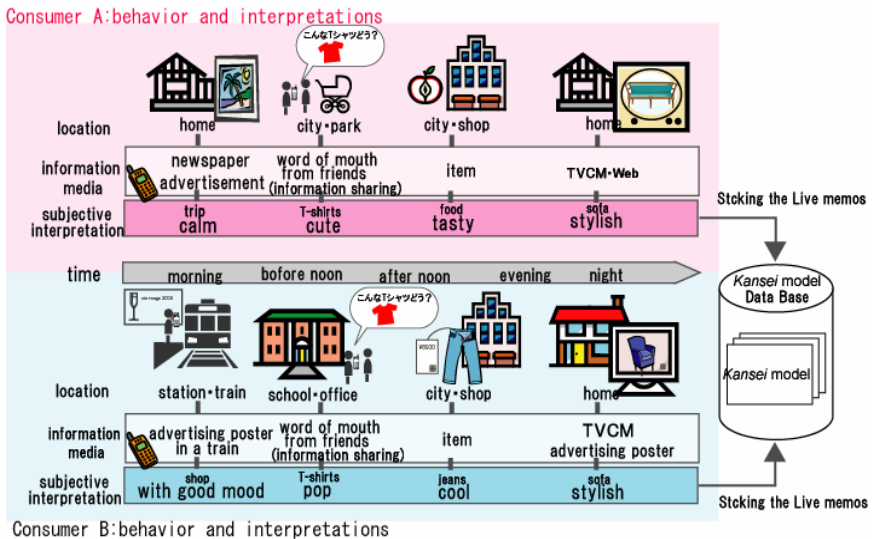 Consumer A:behavior and interpretations
こんなTシャツどう?
location
home
city・park
city・shop
home
information
media
newspaper
advertisement
word of mouth
from friends
(information sharing)
item
TVCM・Web
subjective
interpretation
trip
calm
T-shirts
cute
food
tasty
sofa
stylish
Stcking the Live memos
time
morning
bofore noon
after noon
evening
night
Kansei model
Data Base
Kansei model
こんなTシャツどう?
location
station・train
school・office
city・shop
home
information
media
advertising poster
in a train
word of mouth
from friends
(information sharing)
item
TVCM
advertising poster
subjective
interpretation
shop
with good mood
T-shirts
pop
jeans
cool
sofa
stylish
Stcking the Live memos
Consumer B:behavior and interpretations